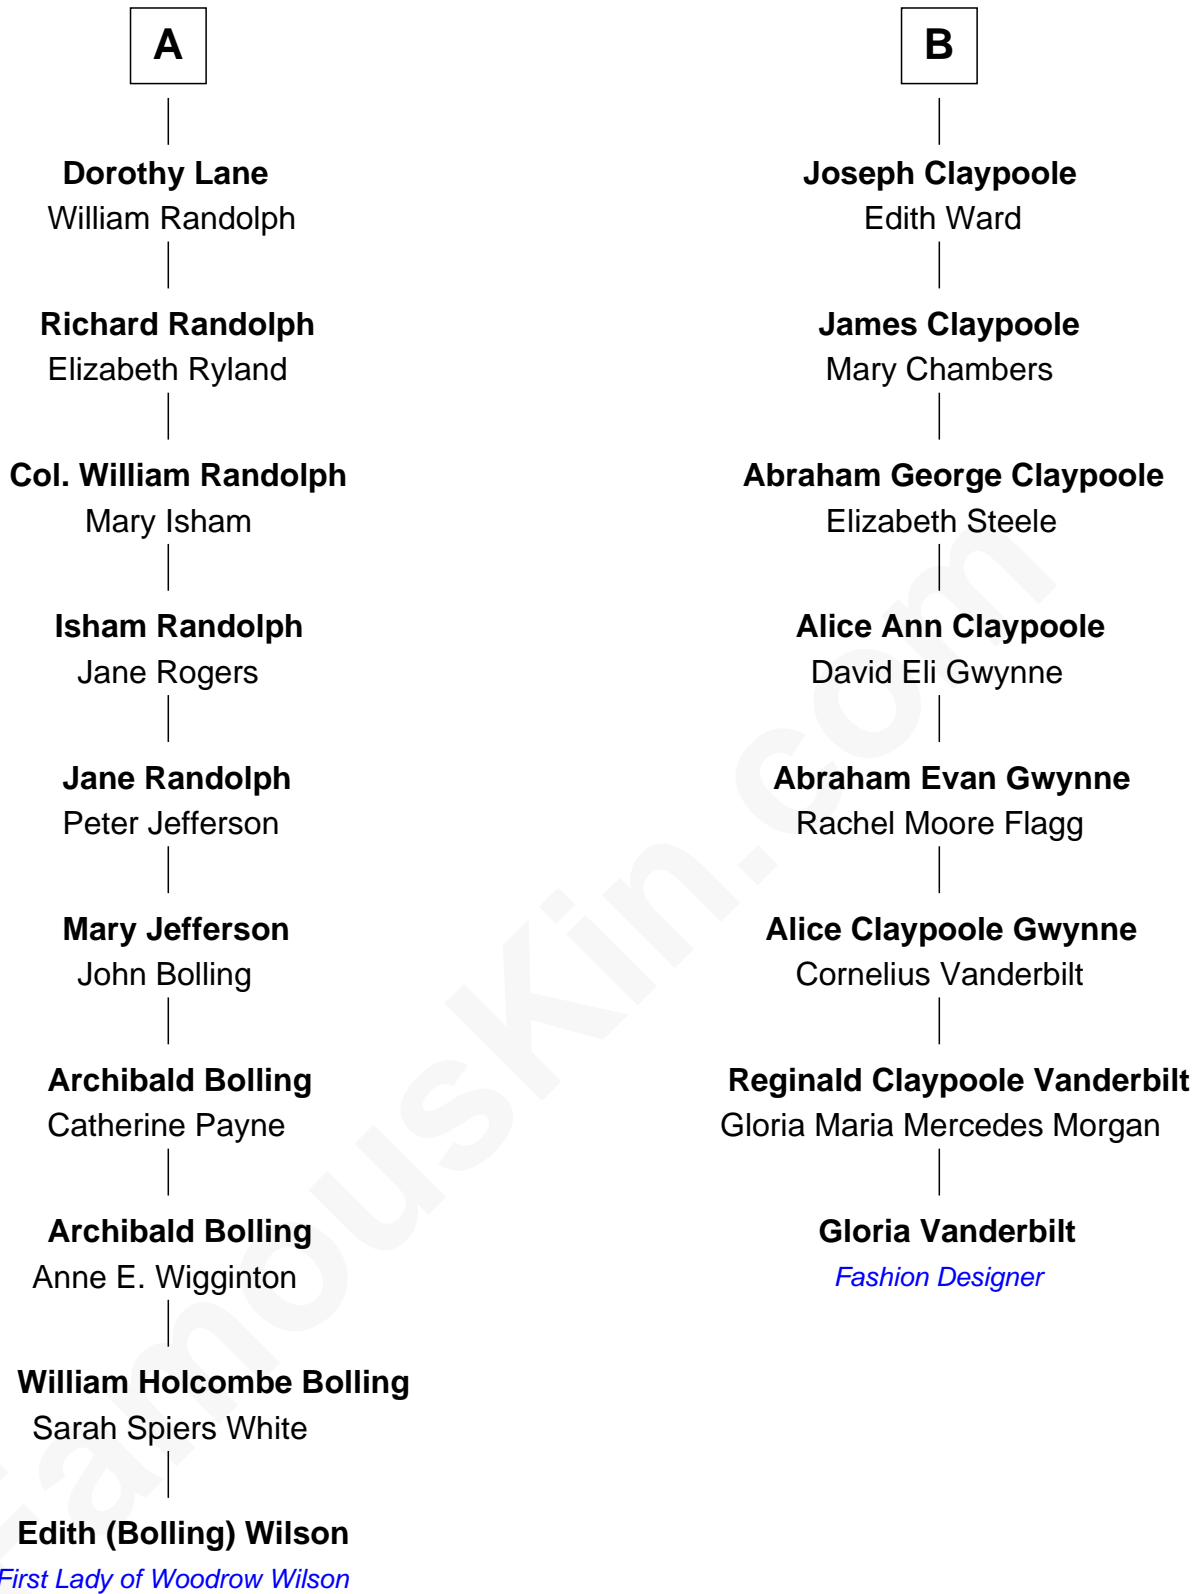 A
Dorothy Lane
William Randolph
Richard Randolph
Elizabeth Ryland
Col. William Randolph
Mary Isham
Isham Randolph
Jane Rogers
Jane Randolph
Peter Jefferson
Mary Jefferson
John Bolling
Archibald Bolling
Catherine Payne
Archibald Bolling
Anne E. Wigginton
William Holcombe Bolling
Sarah Spiers White
Edith (Bolling) Wilson
First Lady of Woodrow Wilson
B
Joseph Claypoole
Edith Ward
James Claypoole
Mary Chambers
Abraham George Claypoole
Elizabeth Steele
Alice Ann Claypoole
David Eli Gwynne
Abraham Evan Gwynne
Rachel Moore Flagg
Alice Claypoole Gwynne
Cornelius Vanderbilt
Reginald Claypoole Vanderbilt
Gloria Maria Mercedes Morgan
Gloria Vanderbilt
Fashion Designer
FamousKin.com